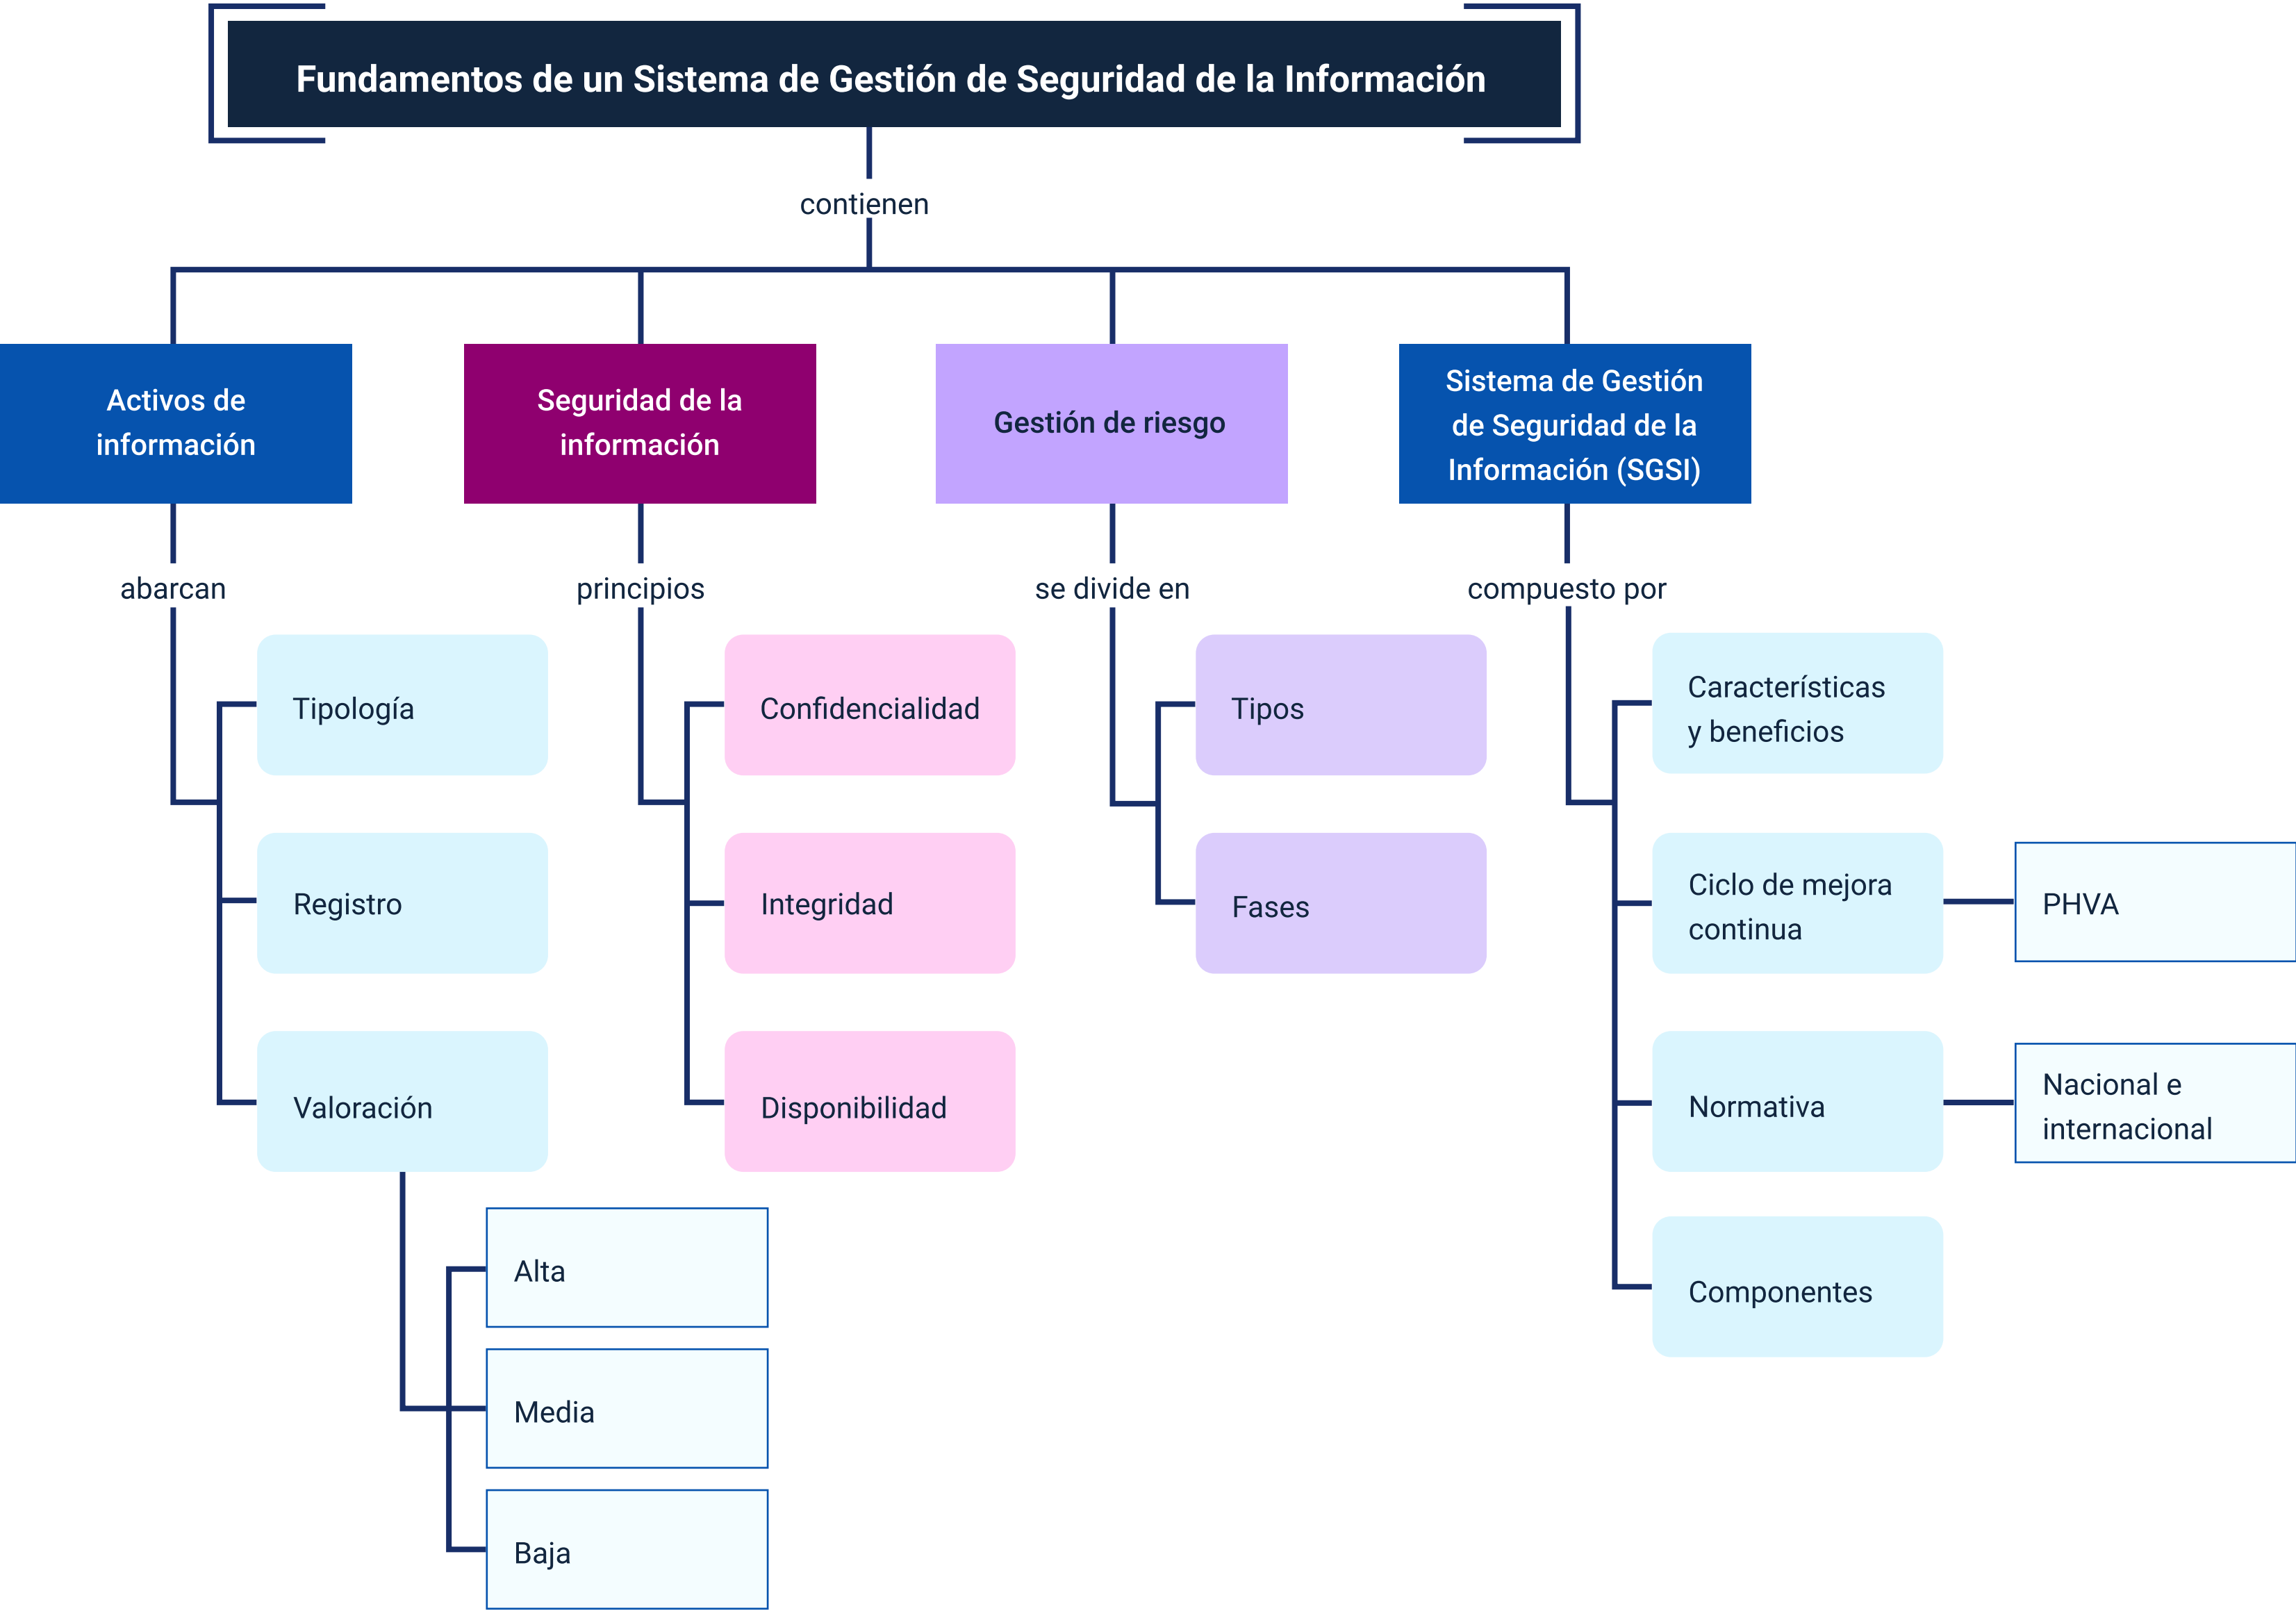 Fundamentos de un Sistema de Gestión de Seguridad de la Información
contienen
Activos de
información
Seguridad de la
información
Gestión de riesgo
Sistema de Gestión
de Seguridad de la
Información (SGSI)
abarcan
principios
se divide en
compuesto por
Tipología
Registro
Valoración
Alta
Media
Baja
Confidencialidad
Integridad
Disponibilidad
Tipos
Fases
Características
y beneficios
Ciclo de mejora
continua
PHVA
Normativa
Nacional e
internacional
Componentes